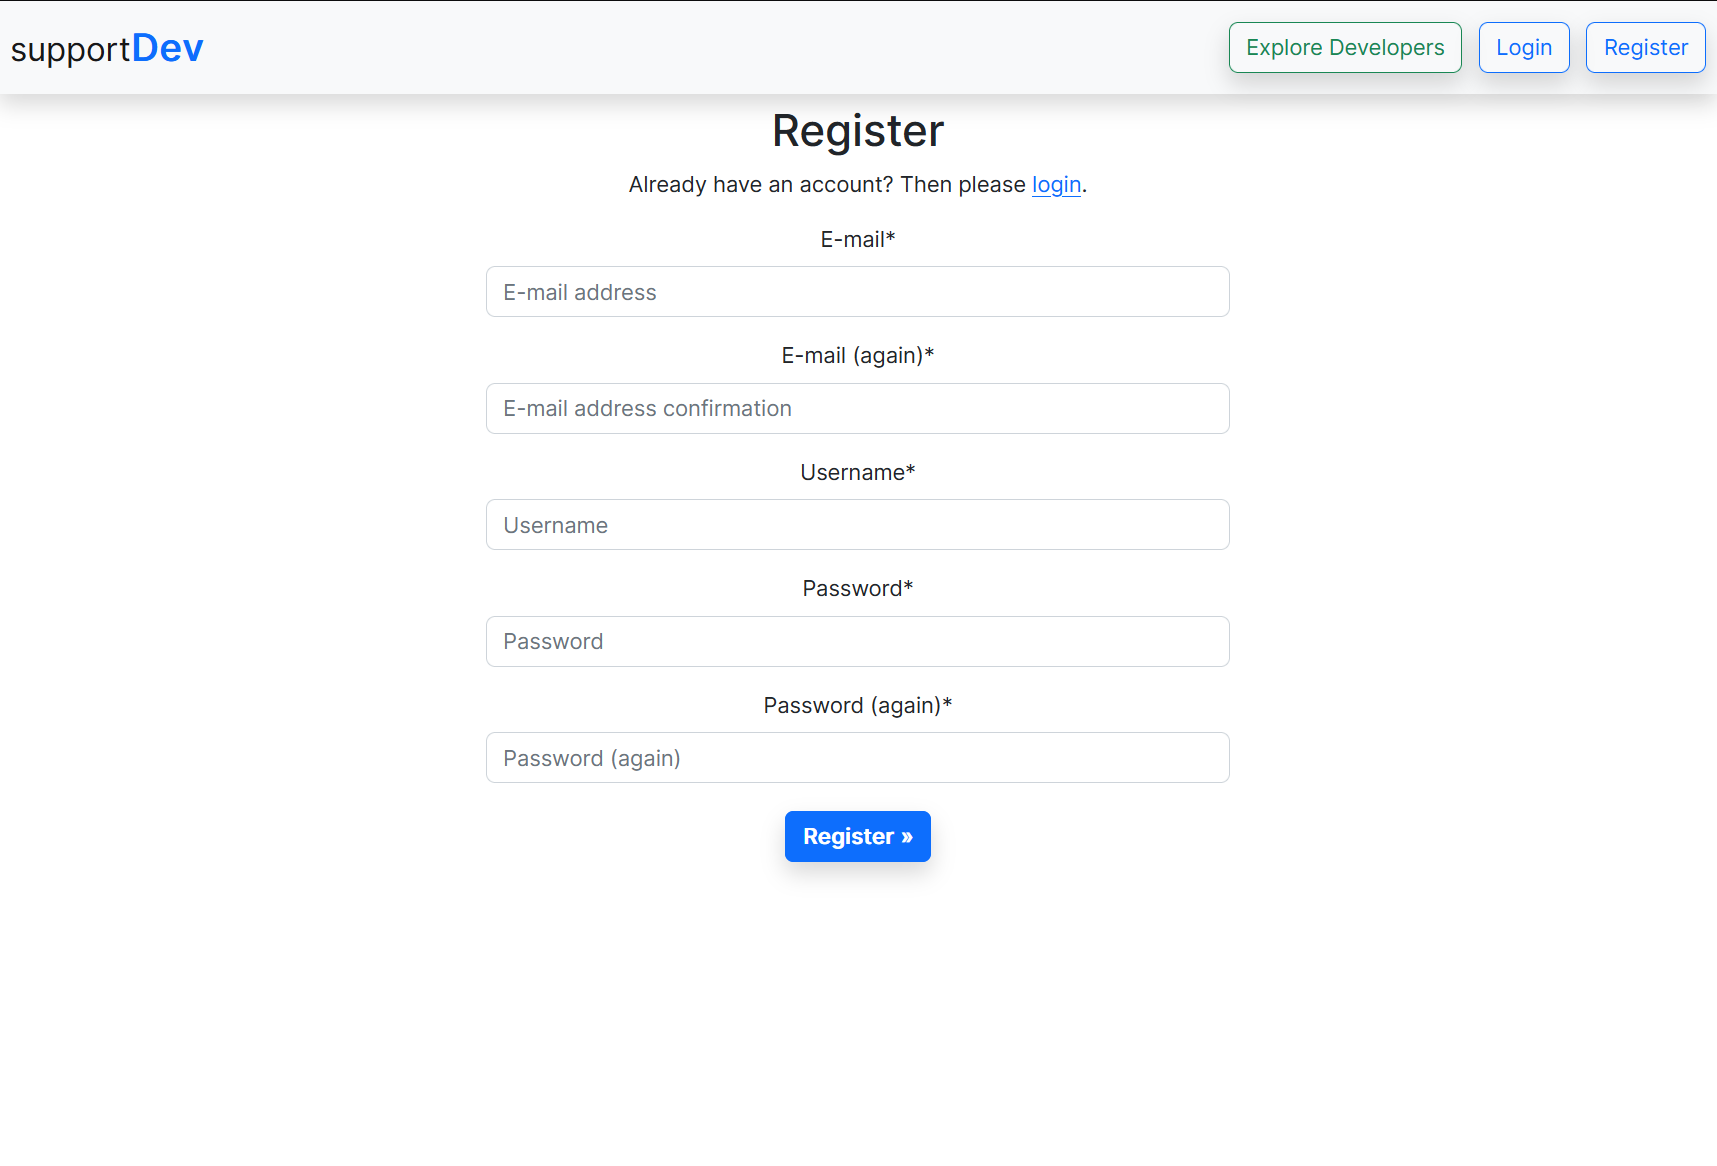 supportDev
Explore Developers
Login
Register
Register
Already have an account? Then please login.
E-mail*
E-mail address
E-mail (again)*
E-mail address confirmation
Username*
Username
Password*
Password
Password (again)*
Password (again)
Register »